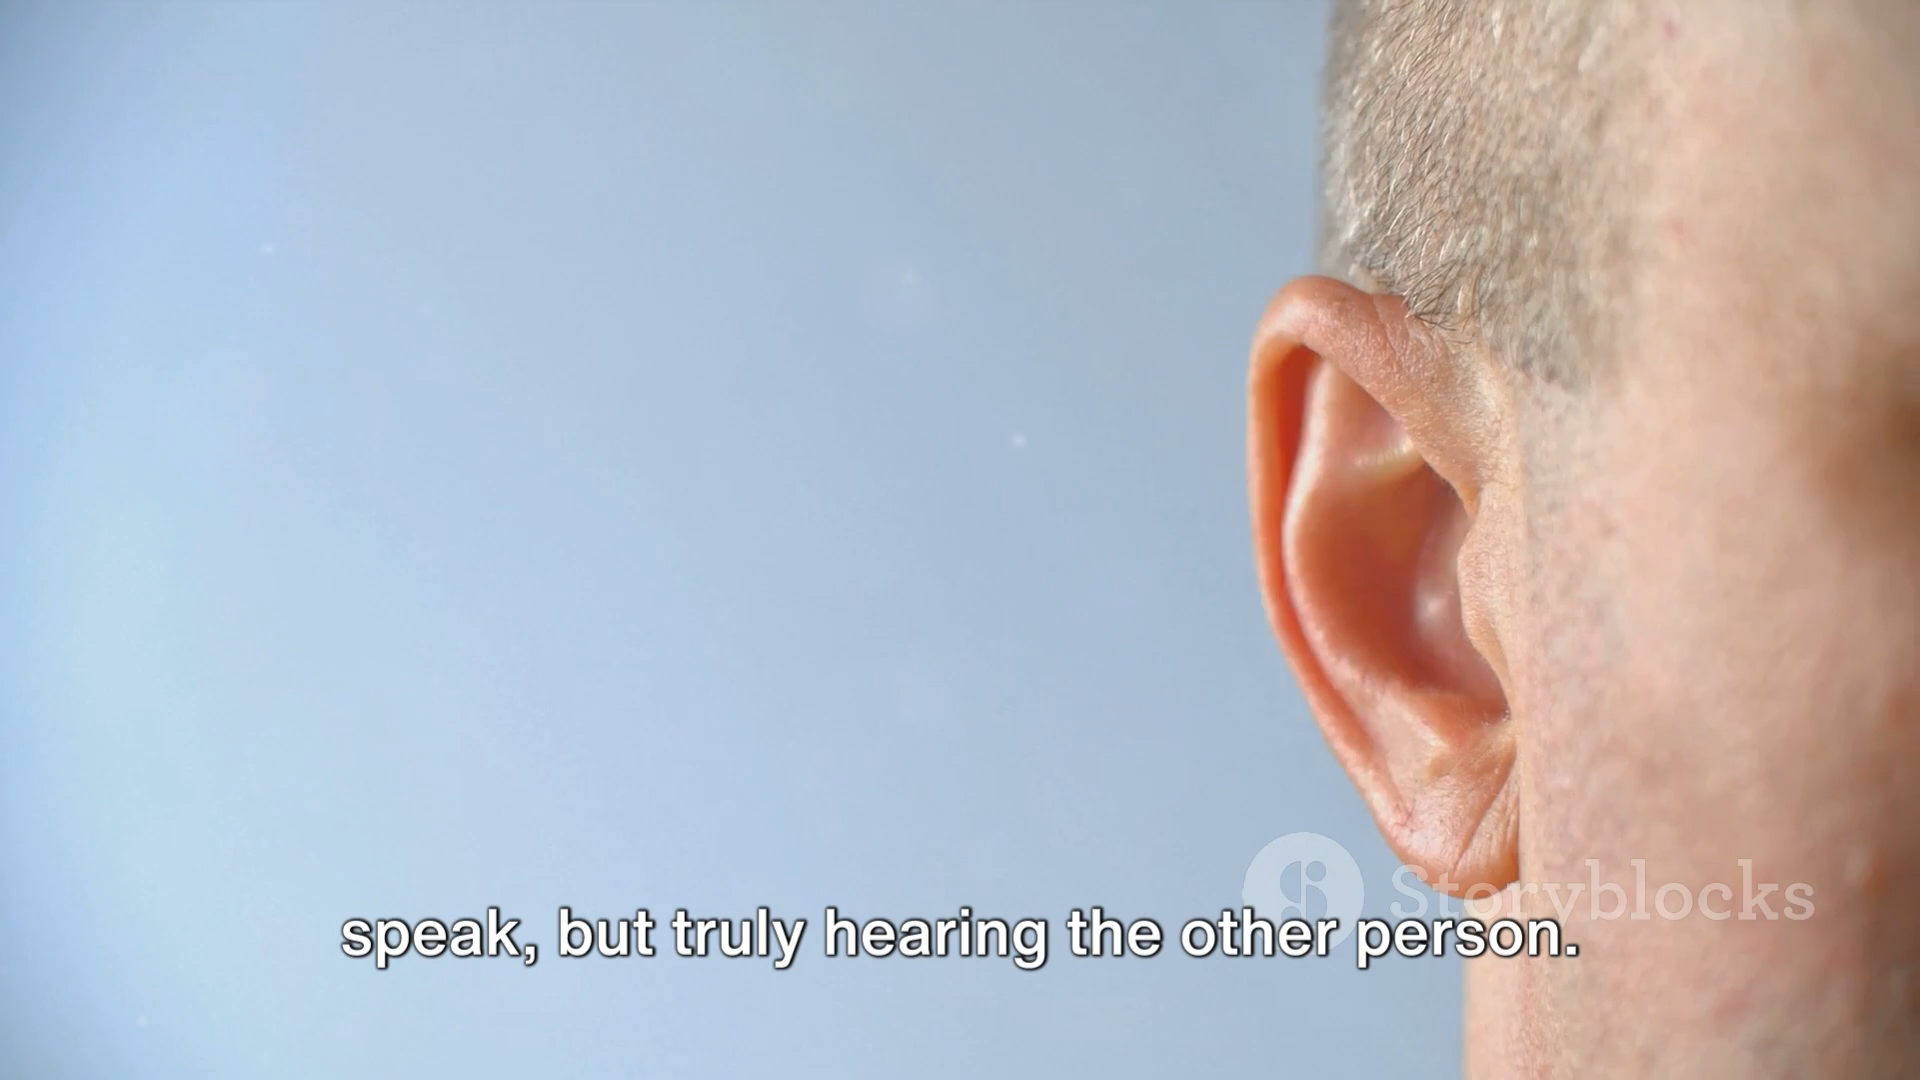 Storyblocks
speak, but truly hearing the other person.